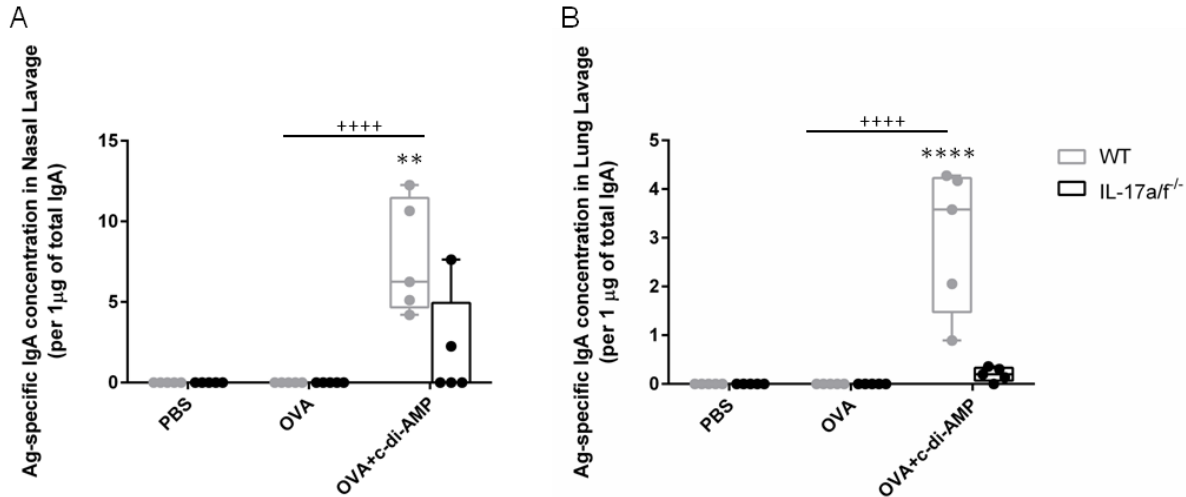 A
Ag-specific IgA concentration in Nasal Lavage
(per 1µg of total IgA)
15
10
5
0
++++
**
PBS
OVA
OVA+c-di-AMP
B
Ag-specific IgA concentration in Lung Lavage
(per 1 µg of total IgA)
5
4
3
2
1
0
++++
****
PBS
OVA
OVA+c-di-AMP
WT
IL-17a/f-/-